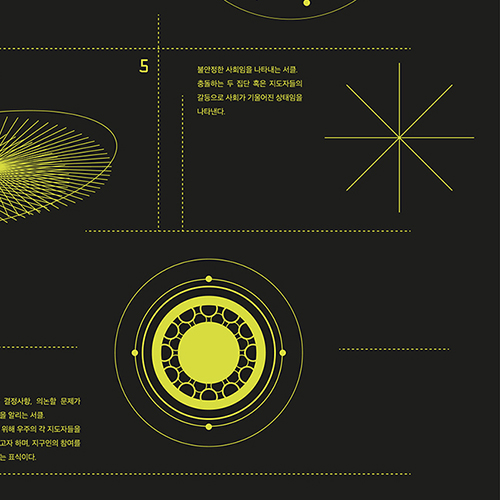 5
불안정한 사회임을 나타내는 서클.
충돌하는 두 집단 혹은 지도자들의
갈등으로 사회가 기울어진 상태임을
나타낸다.
결정사항, 의논할 문제가
을 알리는 서클.
위해 우주의 각 지도자들을
고자 하며, 지구인의 참여를
는 표식이다.